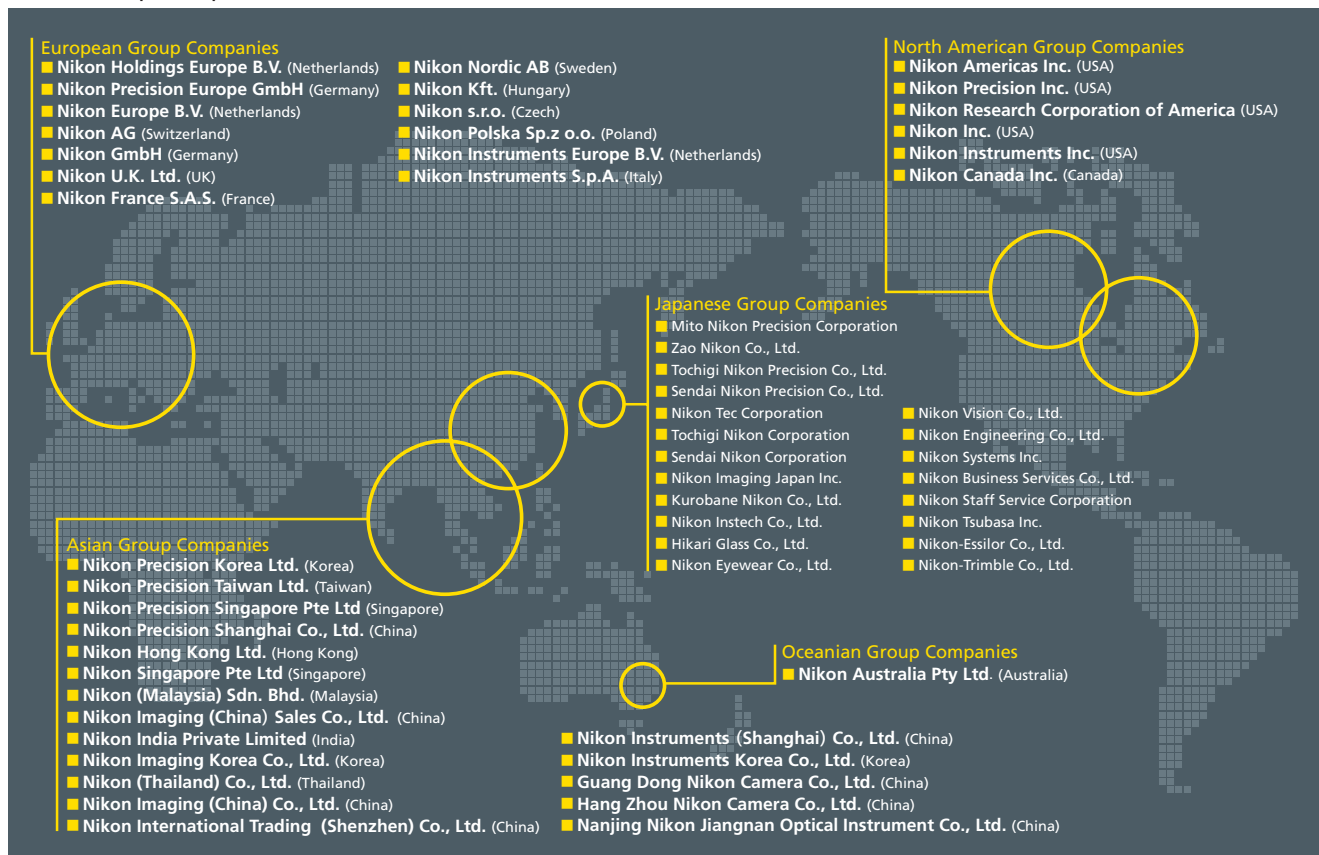 European Group Companies
Nikon Holdings Europe B.V. (Netherlands)
Nikon Precision Europe GmbH (Germany)
Nikon Europe B.V. (Netherlands)
Nikon AG (Switzerland)
Nikon GmbH (Germany)
Nikon U.K. Ltd. (UK)
Nikon France S.A.S. (France)
Nikon Nordic AB (Sweden)
Nikon Kft. (Hungary)
Nikon s.r.o. (Czech)
Nikon Polska Sp.z o.o. (Poland)
Nikon Instruments Europe B.V. (Netherlands)
Nikon Instruments S.p.A. (Italy)
North American Group Companies
Nikon Americas Inc. (USA)
Nikon Precision Inc. (USA)
Nikon Research Corporation of America (USA)
Nikon Inc. (USA)
Nikon Instruments Inc. (USA)
Nikon Canada Inc. (Canada)
Japanese Group Companies
Mito Nikon Precision Corporation
Zao Nikon Co., Ltd.
Tochigi Nikon Precision Co., Ltd.
Sendai Nikon Precision Co., Ltd.
Nikon Tec Corporation
Tochigi Nikon Corporation
Sendai Nikon Corporation
Nikon Imaging Japan Inc.
Kurobane Nikon Co., Ltd.
Nikon Instech Co., Ltd.
Hikari Glass Co., Ltd.
Nikon Eyewear Co., Ltd.
Nikon Vision Co., Ltd.
Nikon Engineering Co., Ltd.
Nikon Systems Inc.
Nikon Business Services Co., Ltd.
Nikon Staff Service Corporation
Nikon Tsubasa Inc.
Nikon-Essilor Co., Ltd.
Nikon-Trimble Co., Ltd.
Asian Group Companies
Nikon Precision Korea Ltd. (Korea)
Nikon Precision Taiwan Ltd. (Taiwan)
Nikon Precision Singapore Pte Ltd (Singapore)
Nikon Precision Shanghai Co., Ltd. (China)
Nikon Hong Kong Ltd. (Hong Kong)
Nikon Singapore Pte Ltd (Singapore)
Nikon (Malaysia) Sdn. Bhd. (Malaysia)
Nikon Imaging (China) Sales Co., Ltd. (China)
Nikon India Private Limited (India)
Nikon Imaging Korea Co., Ltd. (Korea)
Nikon (Thailand) Co., Ltd. (Thailand)
Nikon Imaging (China) Co., Ltd. (China)
Nikon International Trading (Shenzhen) Co., Ltd. (China)
Nikon Instruments (Shanghai) Co., Ltd. (China)
Nikon Instruments Korea Co., Ltd. (Korea)
Guang Dong Nikon Camera Co., Ltd. (China)
Hang Zhou Nikon Camera Co., Ltd. (China)
Nanjing Nikon Jiangnan Optical Instrument Co., Ltd. (China)
Oceanian Group Companies
Nikon Australia Pty Ltd. (Australia)